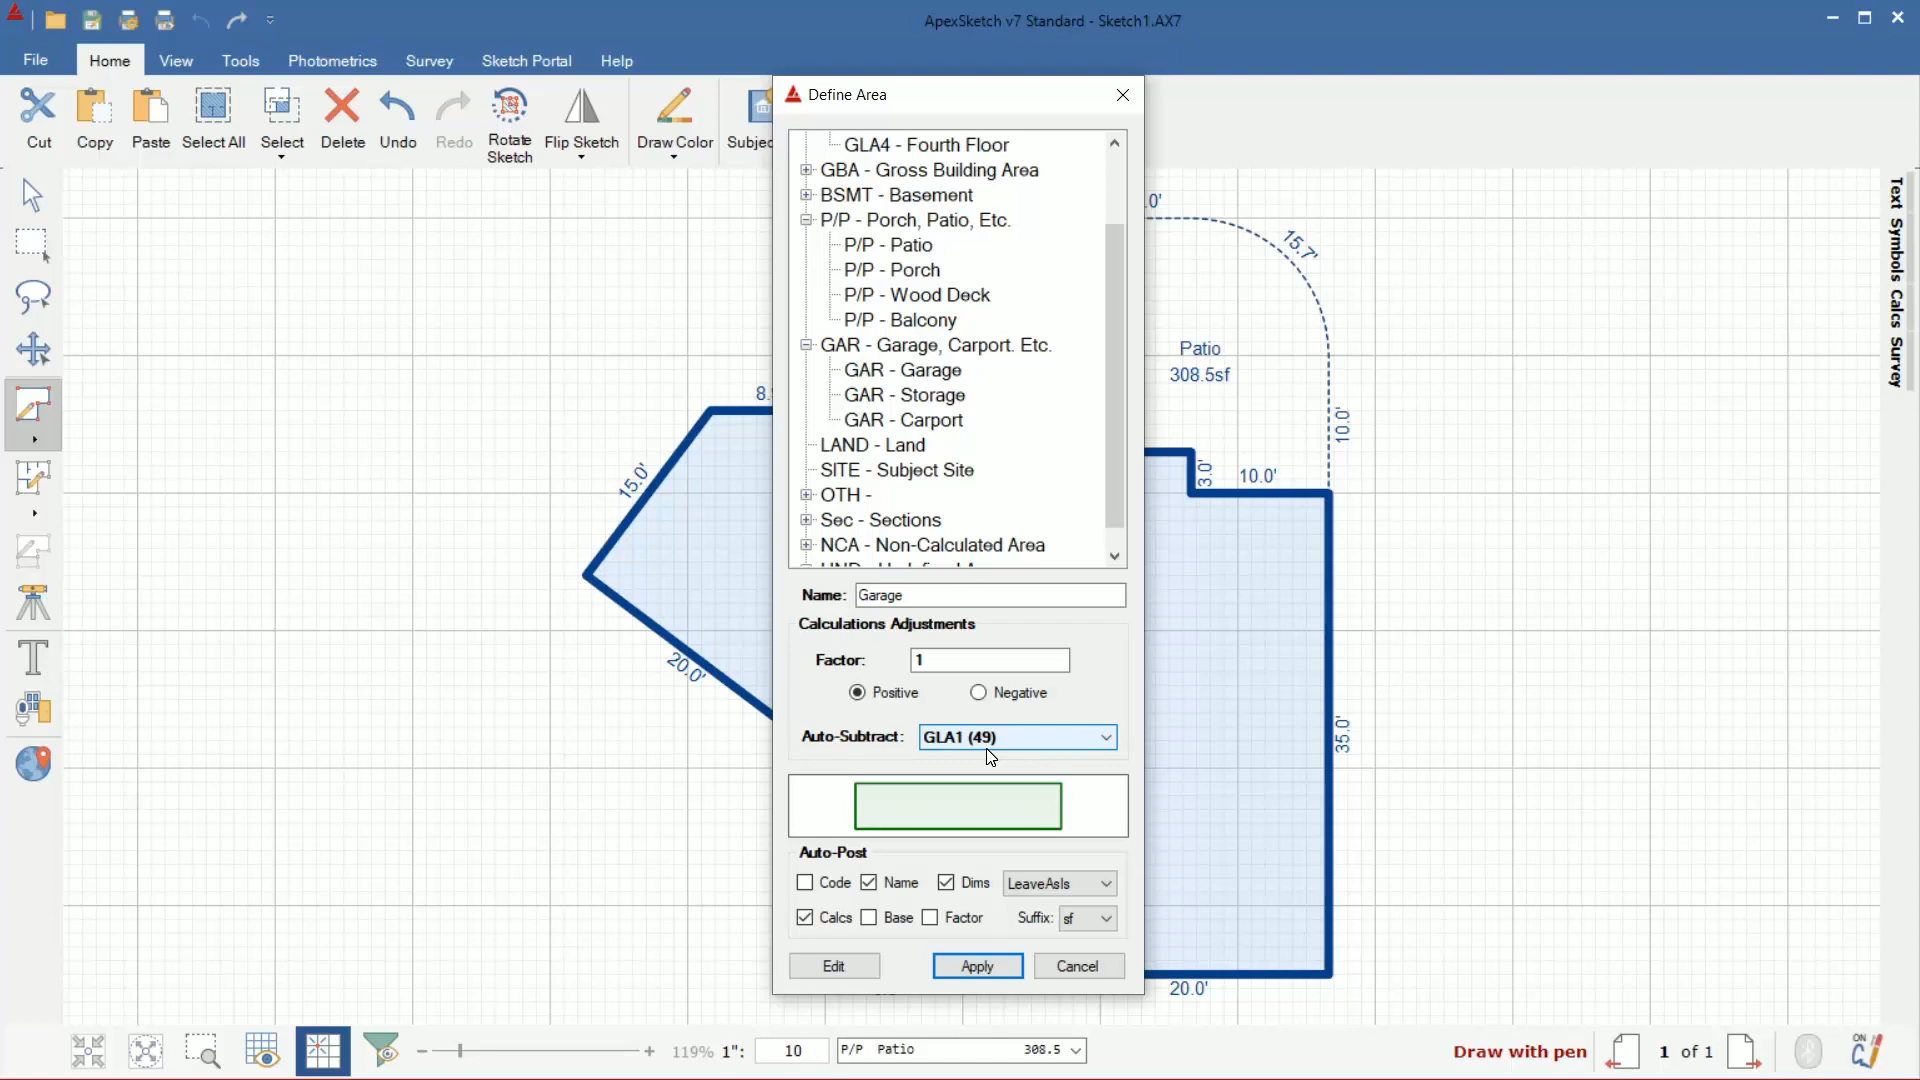 ApexSketch v7 Standard - Sketch1.AX7
File Home View Tools Photometrics Survey Sketch Portal Help
Cut Copy Paste Select All Select Delete Undo Redo Rotate Sketch Flip Sketch Draw Color
Define Area
GLA4 - Fourth Floor
GBA - Gross Building Area
BSMT - Basement
P/P - Porch, Patio, Etc.
P/P - Patio
P/P - Porch
P/P - Wood Deck
P/P - Balcony
GAR - Garage, Carport. Etc.
GAR - Garage
GAR - Storage
GAR - Carport
LAND - Land
SITE - Subject Site
OTH -
Sec - Sections
NCA - Non-Calculated Area
Name: Garage
Calculations Adjustments
Factor: 1
Positive Negative
Auto-Subtract: GLA1 (49)
Auto-Post
Code Name Dims LeaveAsIs
Calcs Base Factor Suffix: sf
Edit Apply Cancel
15.0'
20.0'
15.7'
Patio
308.5sf
10.0'
3.0'
10.0'
35.0'
20.0'
Text Symbols Calcs Survey
119% 1": 10 P/P Patio 308.5
Draw with pen 1 of 1 ON